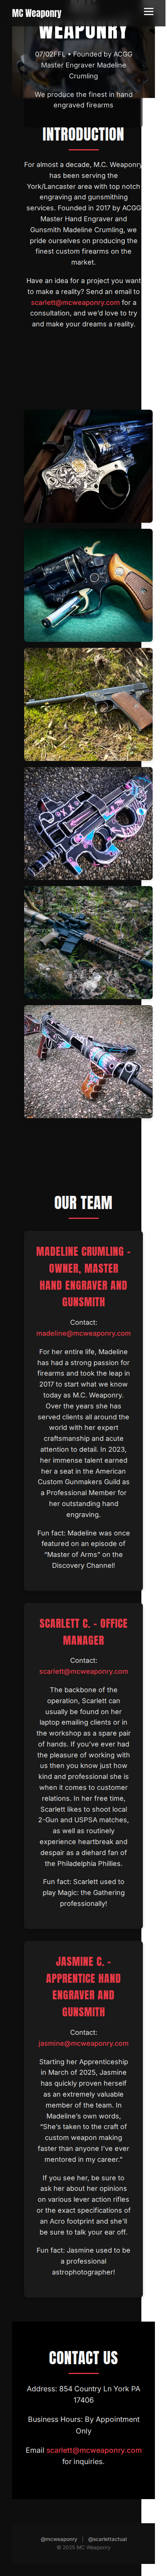 MC Weaponry
WEAPONRY
07/02FFL • Founded by ACGG
Master Engraver Madeline
Crumling
We produce the finest in hand
engraved firearms
INTRODUCTION
For almost a decade, M.C. Weaponry
has been serving the
York/Lancaster area with top notch
engraving and gunsmithing
services. Founded in 2017 by ACGG
Master Hand Engraver and
Gunsmith Madeline Crumling, we
pride ourselves on producing the
finest custom firearms on the
market.
Have an idea for a project you want
to make a reality? Send an email to
scarlett@mcweaponry.com for a
consultation, and we'd love to try
and make your dreams a reality.
OUR TEAM
MADELINE CRUMLING -
OWNER, MASTER
HAND ENGRAVER AND
GUNSMITH
Contact:
madeline@mcweaponry.com
For her entire life, Madeline
has had a strong passion for
firearms and took the leap in
2017 to start what we know
today as M.C. Weaponry.
Over the years she has
served clients all around the
world with her expert
craftsmanship and acute
attention to detail. In 2023,
her immense talent earned
her a seat in the American
Custom Gunmakers Guild as
a Professional Member for
her outstanding hand
engraving.
Fun fact: Madeline was once
featured on an episode of
"Master of Arms" on the
Discovery Channel!
SCARLETT C. - OFFICE
MANAGER
Contact:
scarlett@mcweaponry.com
The backbone of the
operation, Scarlett can
usually be found on her
laptop emailing clients or in
the workshop as a spare pair
of hands. If you've ever had
the pleasure of working with
us then you know just how
kind and professional she is
when it comes to customer
relations. In her free time,
Scarlett likes to shoot local
2-Gun and USPSA matches,
as well as routinely
experience heartbreak and
despair as a diehard fan of
the Philadelphia Phillies.
Fun fact: Scarlett used to
play Magic: the Gathering
professionally!
JASMINE C. -
APPRENTICE HAND
ENGRAVER AND
GUNSMITH
Contact:
jasmine@mcweaponry.com
Starting her Apprenticeship
in March of 2025, Jasmine
has quickly proven herself
as an extremely valuable
member of the team. In
Madeline's own words,
"She's taken to the craft of
custom weapon making
faster than anyone I've ever
mentored in my career."
If you see her, be sure to
ask her about her opinions
on various lever action rifles
or the exact specifications of
an Acro footprint and she'll
be sure to talk your ear off.
Fun fact: Jasmine used to be
a professional
astrophotographer!
CONTACT US
Address: 854 Country Ln York PA
17406
Business Hours: By Appointment
Only
Email scarlett@mcweaponry.com
for inquiries.
@mcweaponry | @scarlettactual
© 2025 MC Weaponry